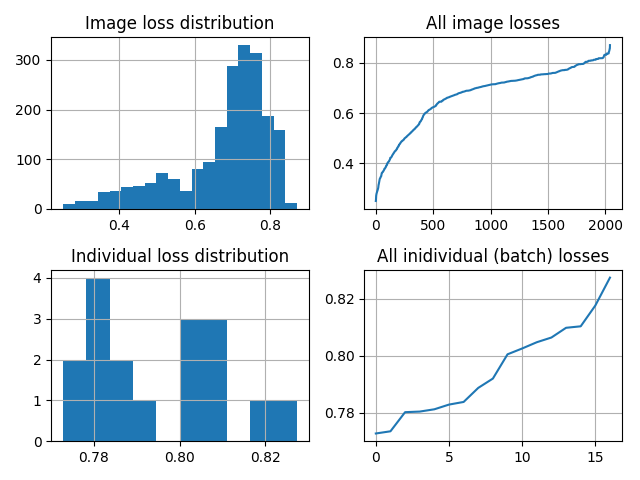 Image loss distribution
300
200
100
0
0.4 0.6 0.8
All image losses
0.8
0.6
0.4
0 500 1000 1500 2000
Individual loss distribution
4
3
2
1
0
0.78 0.80 0.82
All inidividual (batch) losses
0.82
0.80
0.78
0 5 10 15